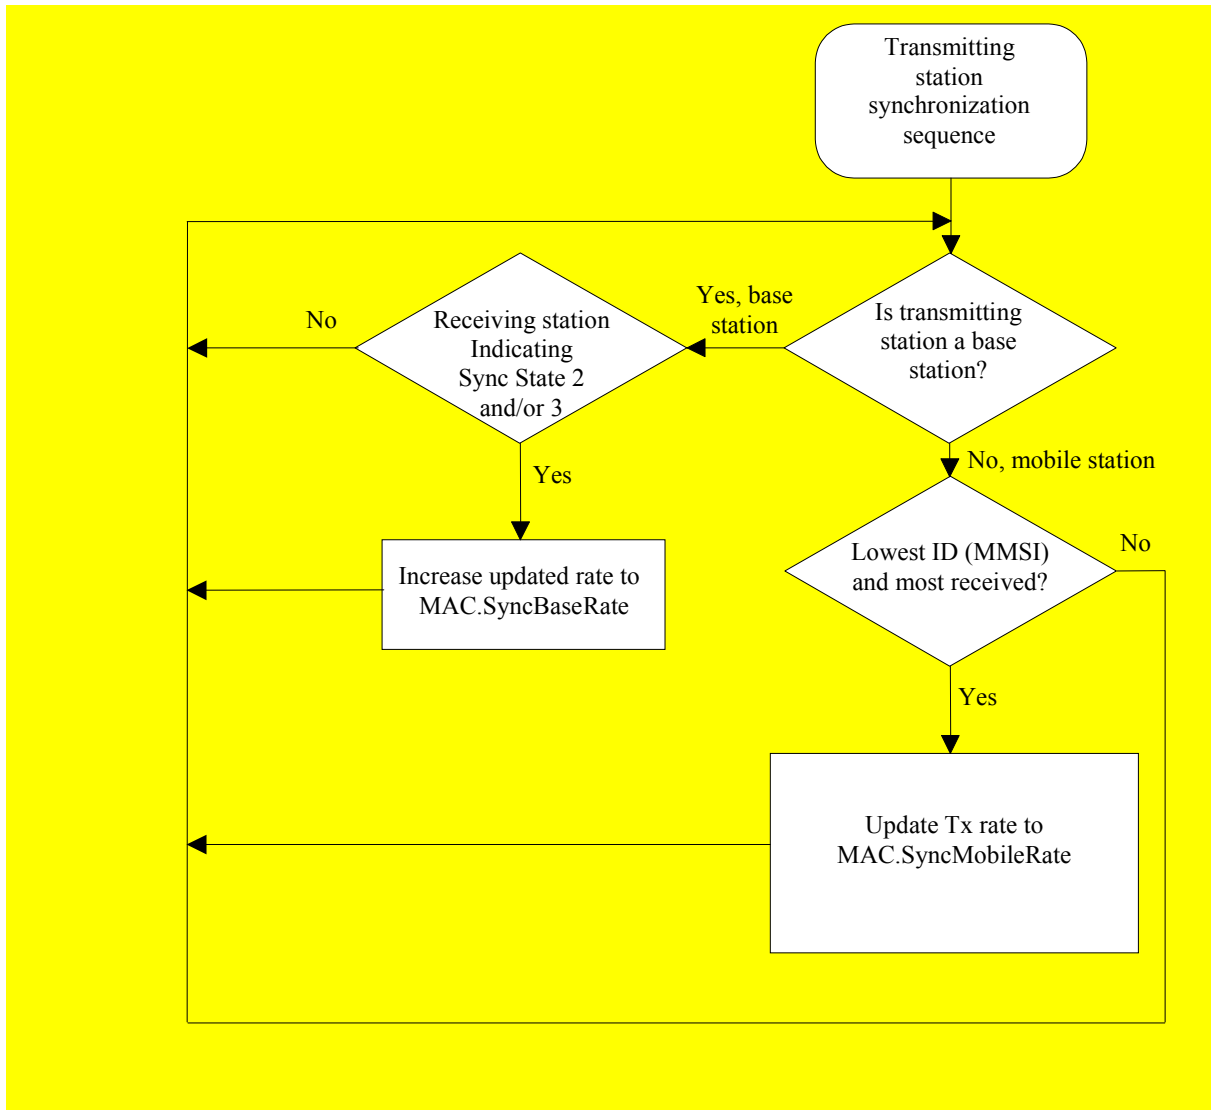 Transmitting
station
synchronization
sequence
Is transmitting
station a base
station?
Yes, base
station
Receiving station
Indicating
Sync State 2
and/or 3
No
Yes
Increase updated rate to
MAC.SyncBaseRate
No, mobile station
Lowest ID (MMSI)
and most received?
No
Yes
Update Tx rate to
MAC.SyncMobileRate